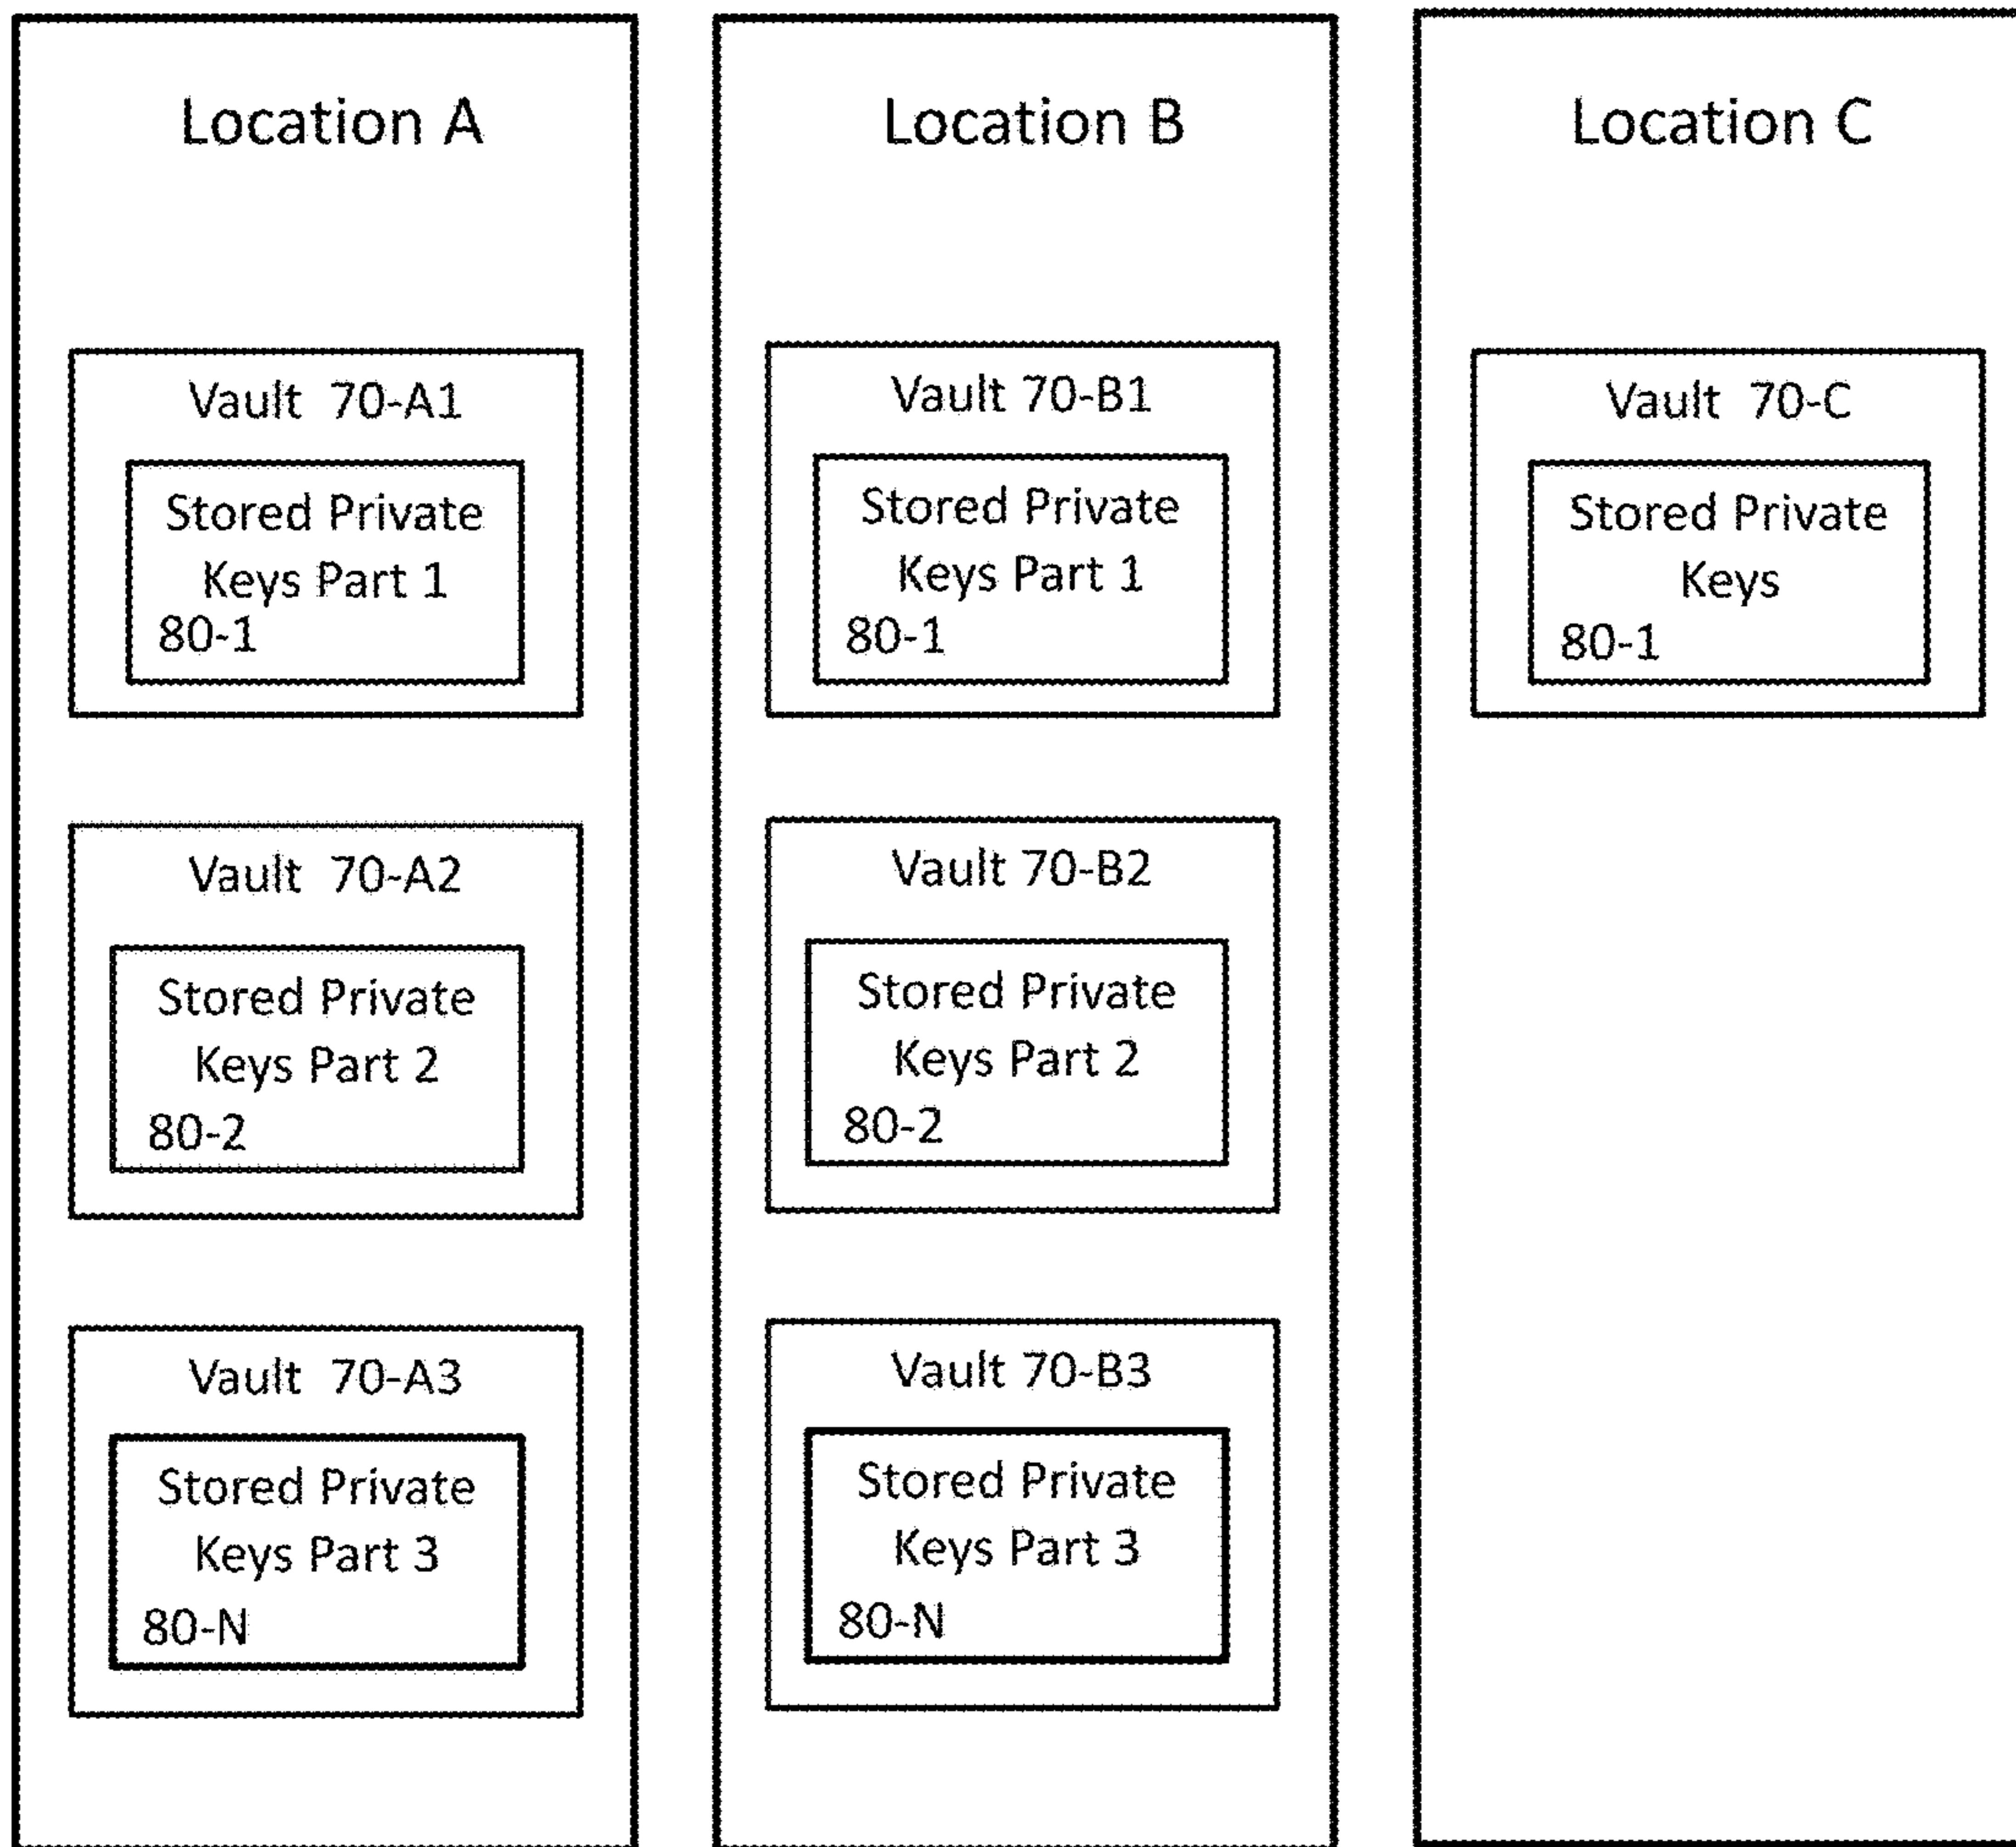 Location A
Vault 70-A1
Stored Private
Keys Part 1
80-1
Vault 70-A2
Stored Private
Keys Part 2
80-2
Vault 70-A3
Stored Private
Keys Part 3
80-N
Location B
Vault 70-B1
Stored Private
Keys Part 1
80-1
Vault 70-B2
Stored Private
Keys Part 2
80-2
Vault 70-B3
Stored Private
Keys Part 3
80-N
Location C
Vault 70-C
Stored Private
Keys
80-1